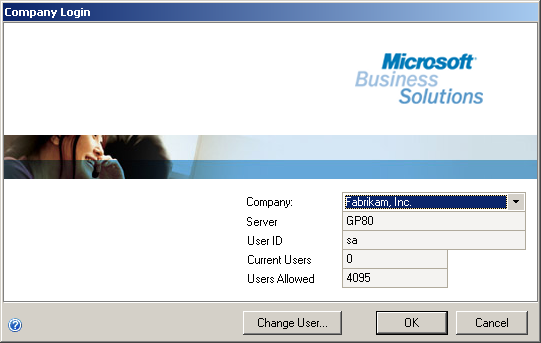 Company Login
Microsoft
Business
Solutions
Company: Fabrikam, Inc.
Server GP80
User ID sa
Current Users 0
Users Allowed 4095
? Change User... OK Cancel